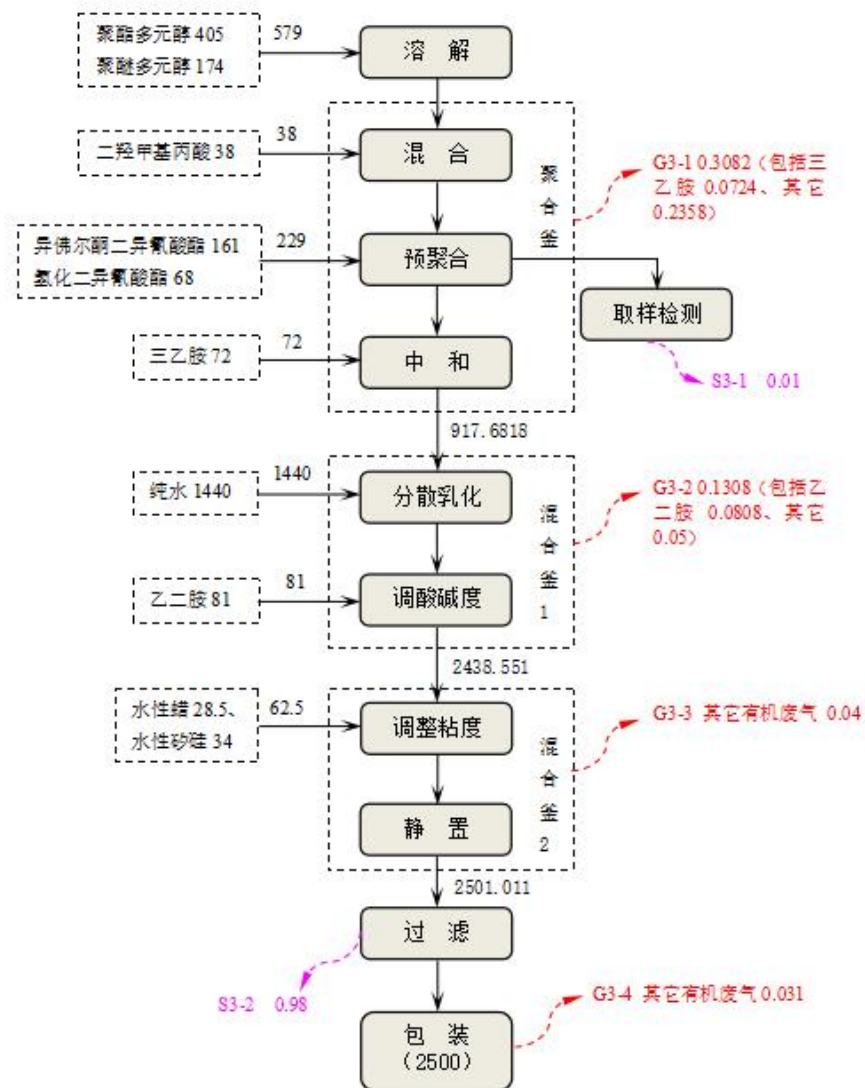 聚酯多元醇 405
聚醚多元醇 174
579
溶 解
二羟甲基丙酸 38
38
混 合
聚合釜
G3-1 0.3082（包括三
乙胺 0.0724、其它
0.2358）
异佛尔酮二异氰酸酯 161
氢化二异氰酸酯 68
229
预聚合
取样检测
S3-1 0.01
三乙胺 72
72
中 和
917.6818
纯水 1440
1440
分散乳化
混合釜1
G3-2 0.1308（包括乙
二胺 0.0808、其它
0.05）
乙二胺 81
81
调酸碱度
2438.551
水性蜡 28.5、
水性矽硅 34
62.5
调整粘度
混合釜2
G3-3 其它有机废气 0.04
静 置
2501.011
过 滤
S3-2 0.98
G3-4 其它有机废气 0.031
包 装
(2500)